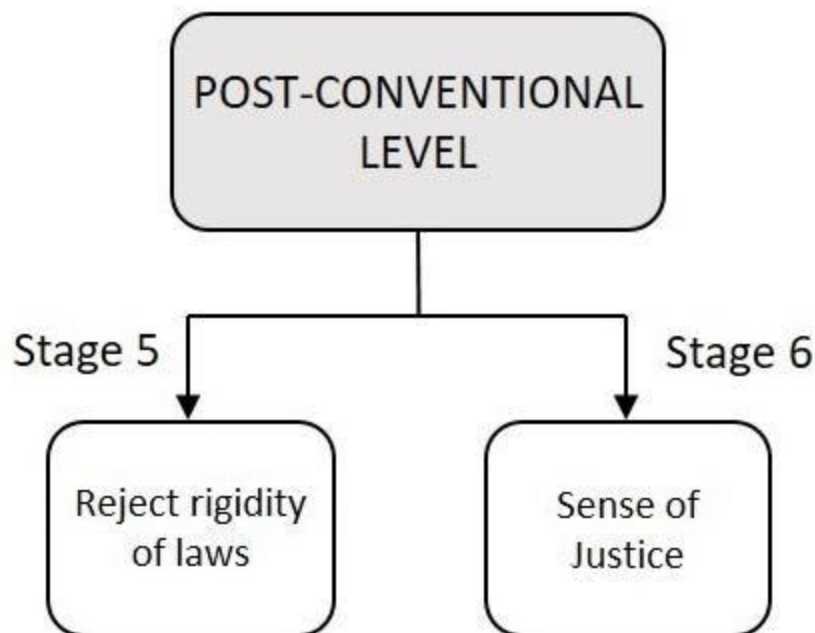 POST-CONVENTIONAL
LEVEL
Stage 5
Stage 6
Reject rigidity
of laws
Sense of
Justice